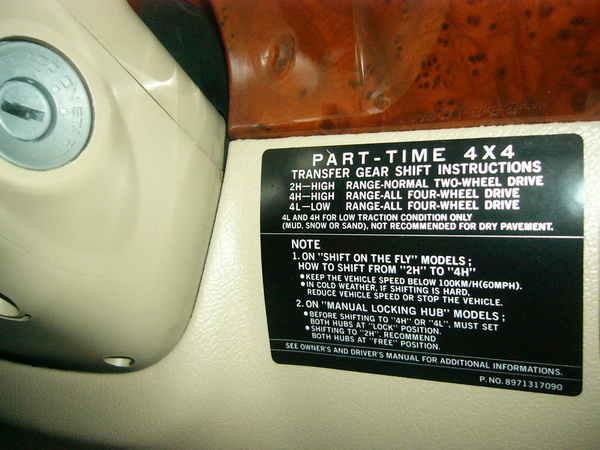 ACC ON START
PART-TIME 4X4
TRANSFER GEAR SHIFT INSTRUCTIONS
2H—HIGH RANGE-NORMAL TWO-WHEEL DRIVE
4H—HIGH RANGE-ALL FOUR-WHEEL DRIVE
4L—LOW RANGE-ALL FOUR-WHEEL DRIVE
4L AND 4H FOR LOW TRACTION CONDITION ONLY
(MUD, SNOW OR SAND), NOT RECOMMENDED FOR DRY PAVEMENT.
NOTE
1. ON "SHIFT ON THE FLY" MODELS;
HOW TO SHIFT FROM "2H" TO "4H"
●KEEP THE VEHICLE SPEED BELOW 100KM/H(60MPH).
●IN COLD WEATHER, IF SHIFTING IS HARD,
REDUCE VEHICLE SPEED OR STOP THE VEHICLE.
2. ON "MANUAL LOCKING HUB" MODELS;
●BEFORE SHIFTING TO "4H" OR "4L", MUST SET
BOTH HUBS AT "LOCK" POSITION.
●SHIFTING TO "2H", RECOMMEND
BOTH HUBS AT "FREE" POSITION.
SEE OWNER'S AND DRIVER'S MANUAL FOR ADDITIONAL INFORMATIONS.
P. NO. 8971317090